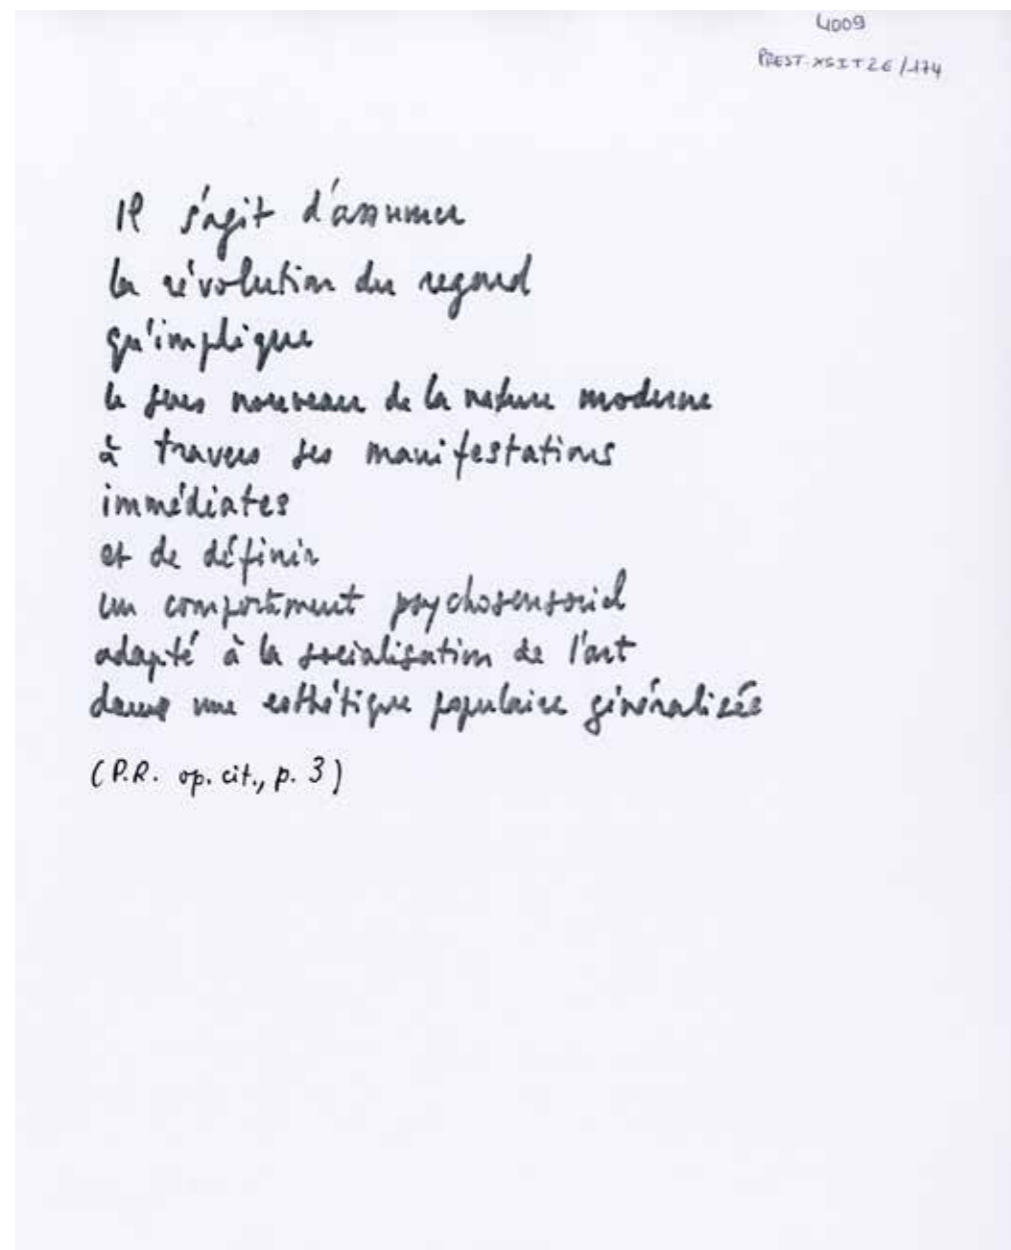 4009
PREST.XSIT26/174
Il s'agit d'assumer
la révolution du regard
qu'implique
le sens nouveau de la nature moderne
à travers ses manifestations
immédiates
et de définir
un comportement psychosensoriel
adapté à la socialisation de l'art
dans une esthétique populaire généralisée
(P.R. op. cit., p. 3)